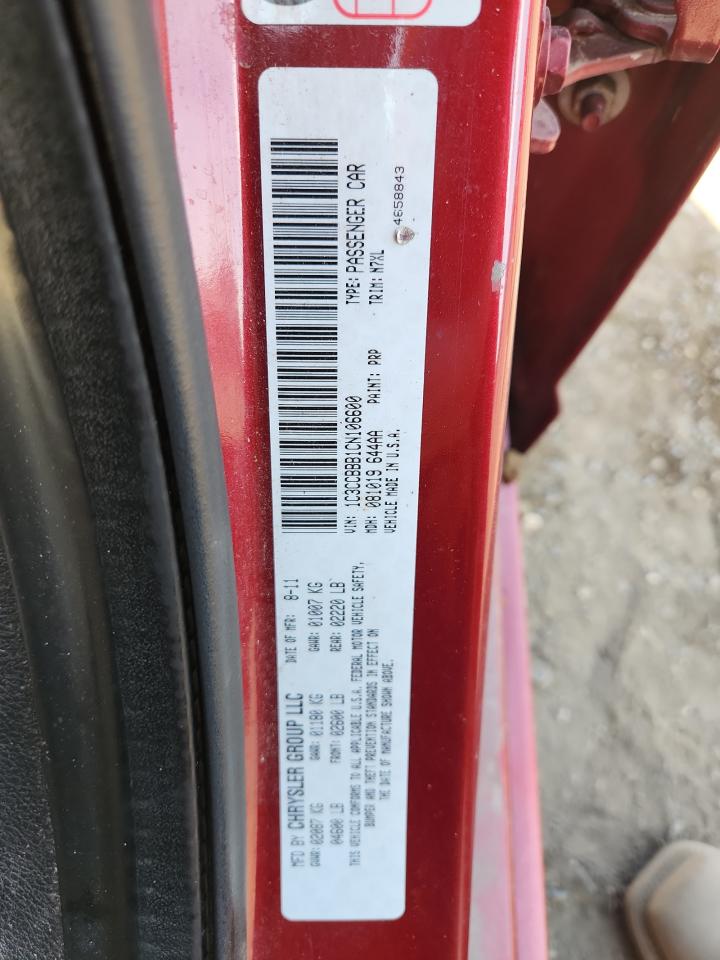 MFD BY CHRYSLER GROUP LLC DATE OF MFR: 8-11
GVWR: 02087 KG GAWR: 01180 KG GAWR: 01007 KG
04600 LB FRONT: 02600 LB REAR: 02220 LB
THIS VEHICLE CONFORMS TO ALL APPLICABLE U.S.A. FEDERAL MOTOR VEHICLE SAFETY,
BUMPER AND THEFT PREVENTION STANDARDS IN EFFECT ON
THE DATE OF MANUFACTURE SHOWN ABOVE.
VIN: 1C3CCBBB1CN106600 TYPE: PASSENGER CAR
MDH: 081019 644AA PAINT: PRP TRIM: M7XL
VEHICLE MADE IN U.S.A. 4658843